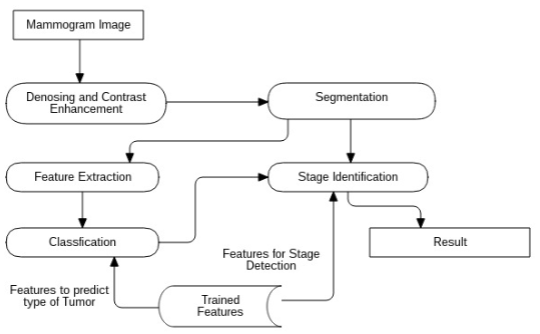 Mammogram Image
Denosing and Contrast
Enhancement
Segmentation
Feature Extraction
Stage Identification
Classfication
Result
Features for Stage
Detection
Features to predict
type of Tumor
Trained
Features